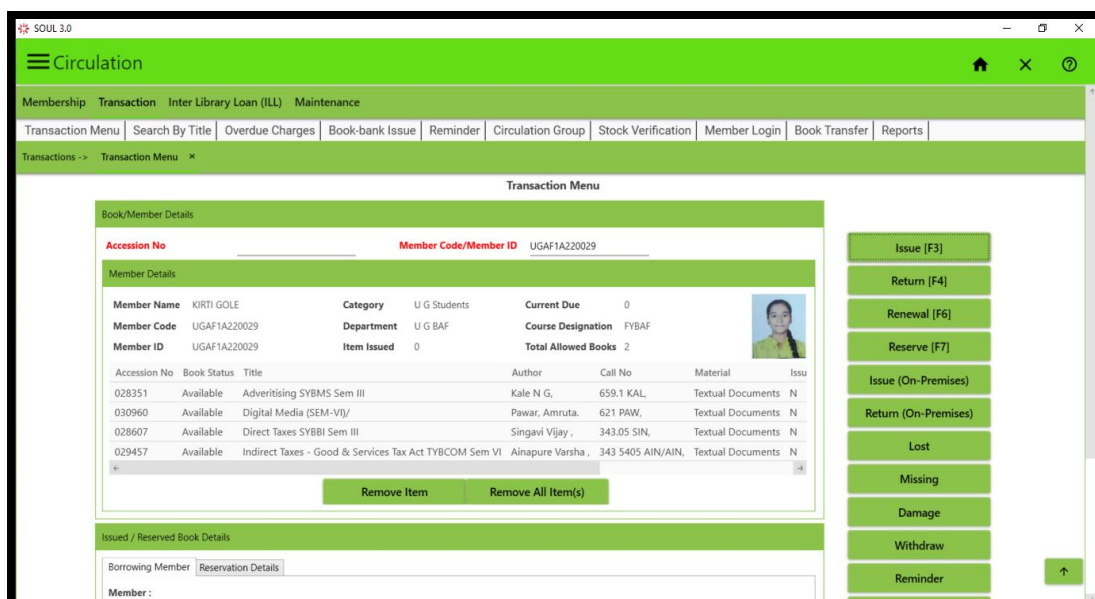 SOUL 3.0
Circulation
Membership Transaction Inter Library Loan (ILL) Maintenance
Transaction Menu Search By Title Overdue Charges Book-bank Issue Reminder Circulation Group Stock Verification Member Login Book Transfer Reports
Transactions -> Transaction Menu ×
Transaction Menu
Book/Member Details
Accession No Member Code/Member ID UGAF1A220029
Member Details
Member Name KIRTI GOLE Category U G Students Current Due 0
Member Code UGAF1A220029 Department U G BAF Course Designation FYBAF
Member ID UGAF1A220029 Item Issued 0 Total Allowed Books 2
Accession No Book Status Title Author Call No Material Issu
028351 Available Adveritising SYBMS Sem III Kale N G, 659.1 KAL, Textual Documents N
030960 Available Digital Media (SEM-VI)/ Pawar, Amruta. 621 PAW, Textual Documents N
028607 Available Direct Taxes SYBBI Sem III Singavi Vijay , 343.05 SIN, Textual Documents N
029457 Available Indirect Taxes - Good & Services Tax Act TYBCOM Sem VI Ainapure Varsha , 343 5405 AIN/AIN, Textual Documents N
Remove Item Remove All Item(s)
Issued / Reserved Book Details
Borrowing Member Reservation Details
Member :
Issue [F3]
Return [F4]
Renewal [F6]
Reserve [F7]
Issue (On-Premises)
Return (On-Premises)
Lost
Missing
Damage
Withdraw
Reminder